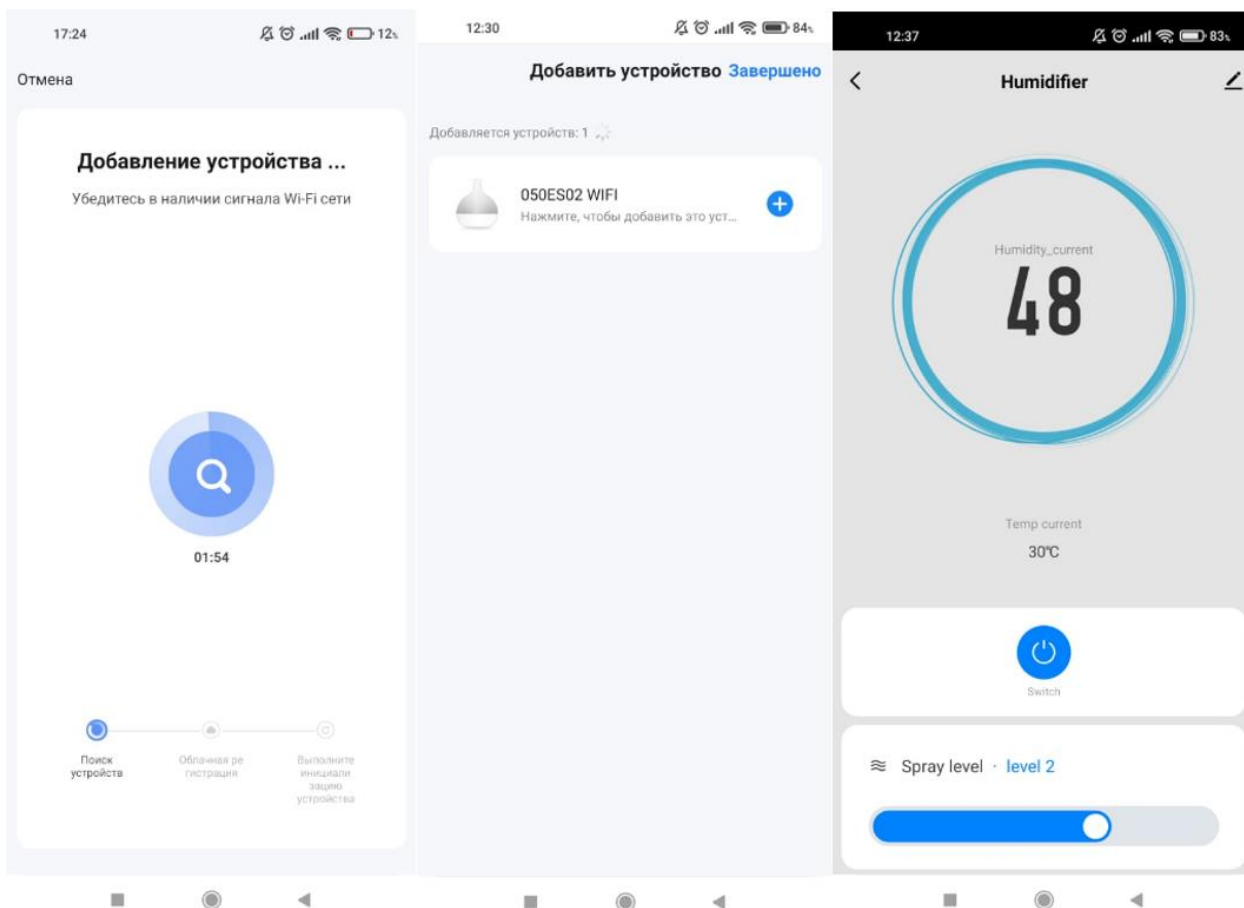 17:24
12%
Отмена
Добавление устройства ...
Убедитесь в наличии сигнала Wi-Fi сети
01:54
Поиск
устройств
Облачная ре
гистрация
Выполните
инициали
зацию
устройства
12:30
84%
Добавить устройство Завершено
Добавляется устройств: 1
050ES02 WIFI
Нажмите, чтобы добавить это уст...
12:37
83%
Humidifier
Humidity_current
48
Temp current
30℃
Switch
Spray level · level 2